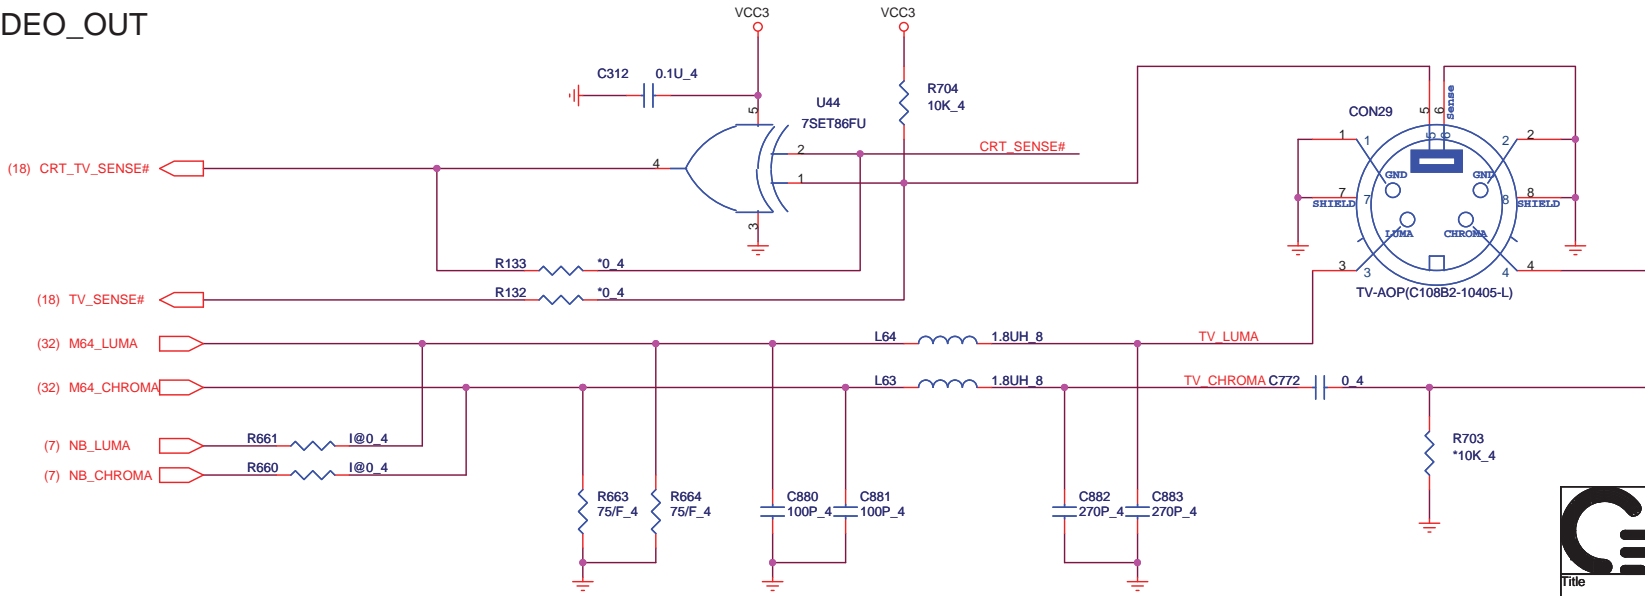 DEO_OUT
VCC3
VCC3
C312 0.1U_4
5
U44
7SET86FU
R704
10K_4
2
CRT_SENSE#
1
4
3
(18) CRT_TV_SENSE#
R133 *0_4
R132 *0_4
(18) TV_SENSE#
(32) M64_LUMA
L64 1.8UH_8
TV_LUMA
(32) M64_CHROMA
L63 1.8UH_8
TV_CHROMA C772 0_4
(7) NB_LUMA
R661 I@0_4
(7) NB_CHROMA
R660 I@0_4
R663
75/F_4
R664
75/F_4
C880
100P_4
C881
100P_4
C882
270P_4
C883
270P_4
R703
*10K_4
CON29
5 6 Sense
5 6
1 1
2 2
GND GND
7 7
SHIELD
8 8
SHIELD
LUMA CHROMA
3 3
4 4
TV-AOP(C108B2-10405-L)
Title